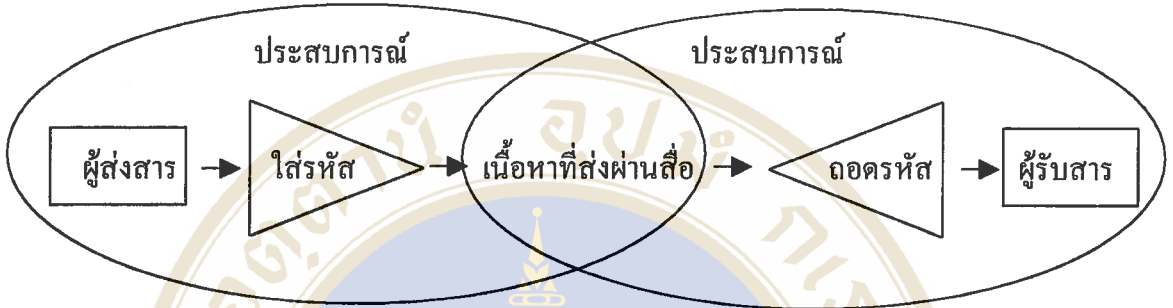 ประสบการณ์ ประสบการณ์
ผู้ส่งสาร ใส่รหัส เนื้อหาที่ส่งผ่านสื่อ ถอดรหัส ผู้รับสาร